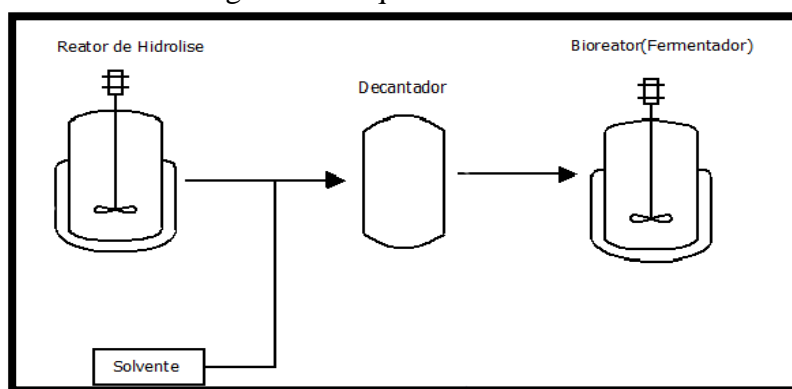 Reator de Hidrolise
Bioreator(Fermentador)
Decantador
Solvente